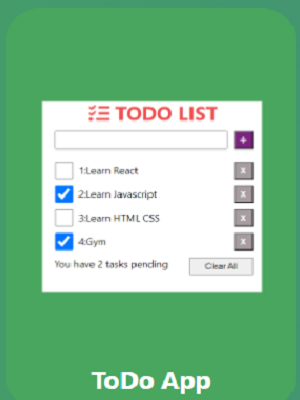 TODO LIST
+
1:Learn React x
2:Learn Javascript x
3:Learn HTML CSS x
4:Gym x
You have 2 tasks pending Clear All
ToDo App